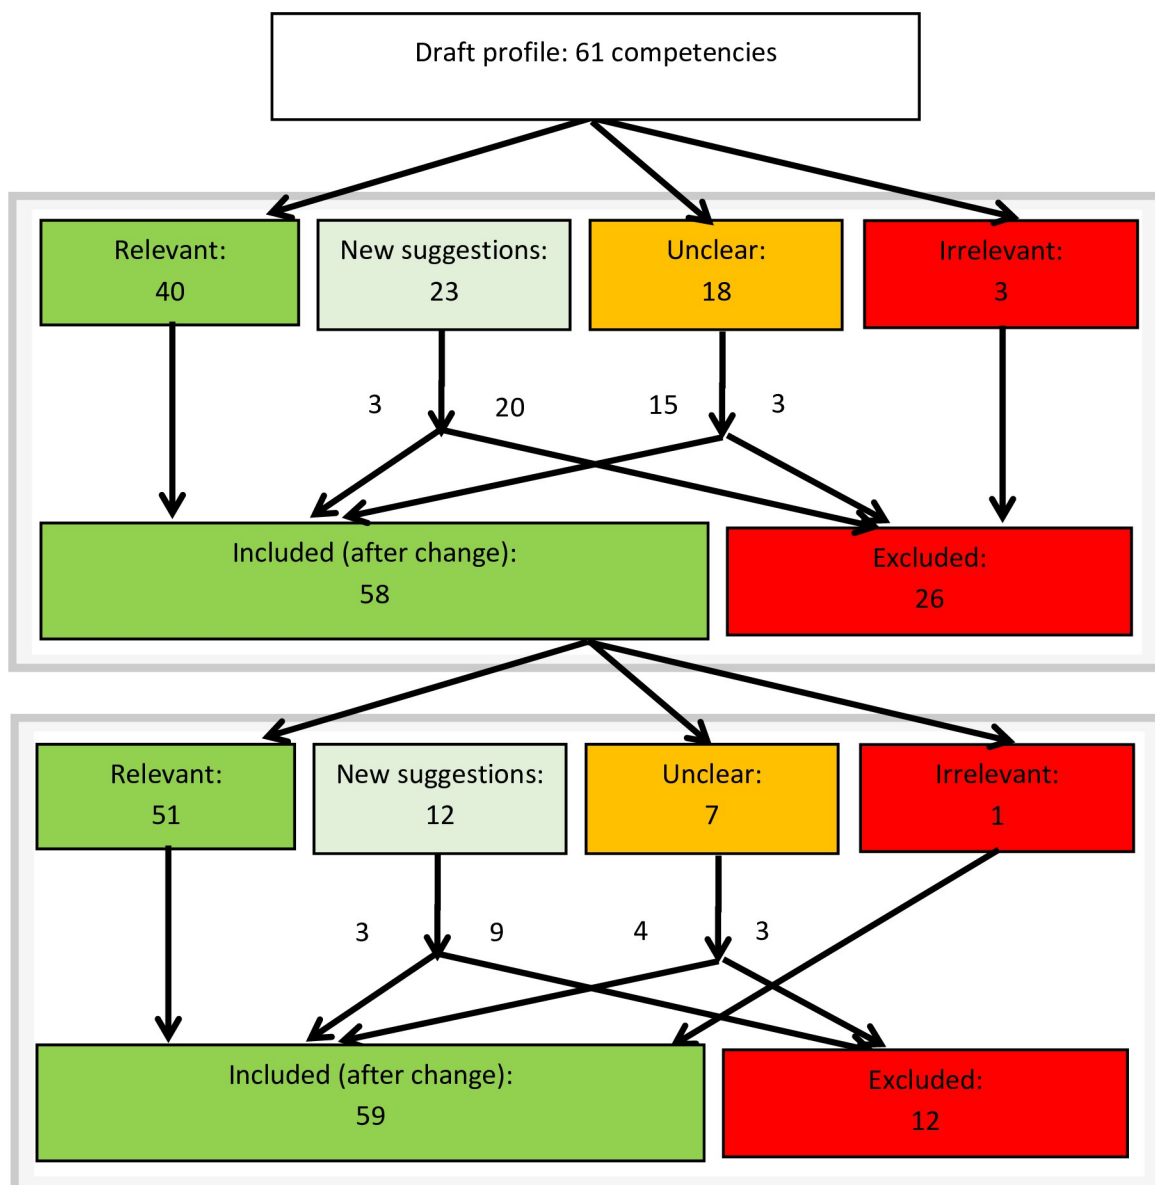 Draft profile: 61 competencies
Relevant:
40
New suggestions:
23
Unclear:
18
Irrelevant:
3
3
20
15
3
Included (after change):
58
Excluded:
26
Relevant:
51
New suggestions:
12
Unclear:
7
Irrelevant:
1
3
9
4
3
Included (after change):
59
Excluded:
12